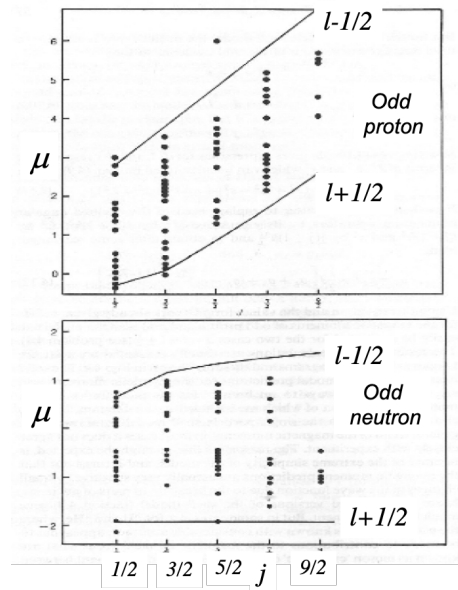 l-1/2
6
5
Odd
proton
4
μ
3
l+1/2
2
1
0
2
l-1/2
1
Odd
neutron
μ
1
−2
l+1/2
1/2 3/2 5/2 j 9/2